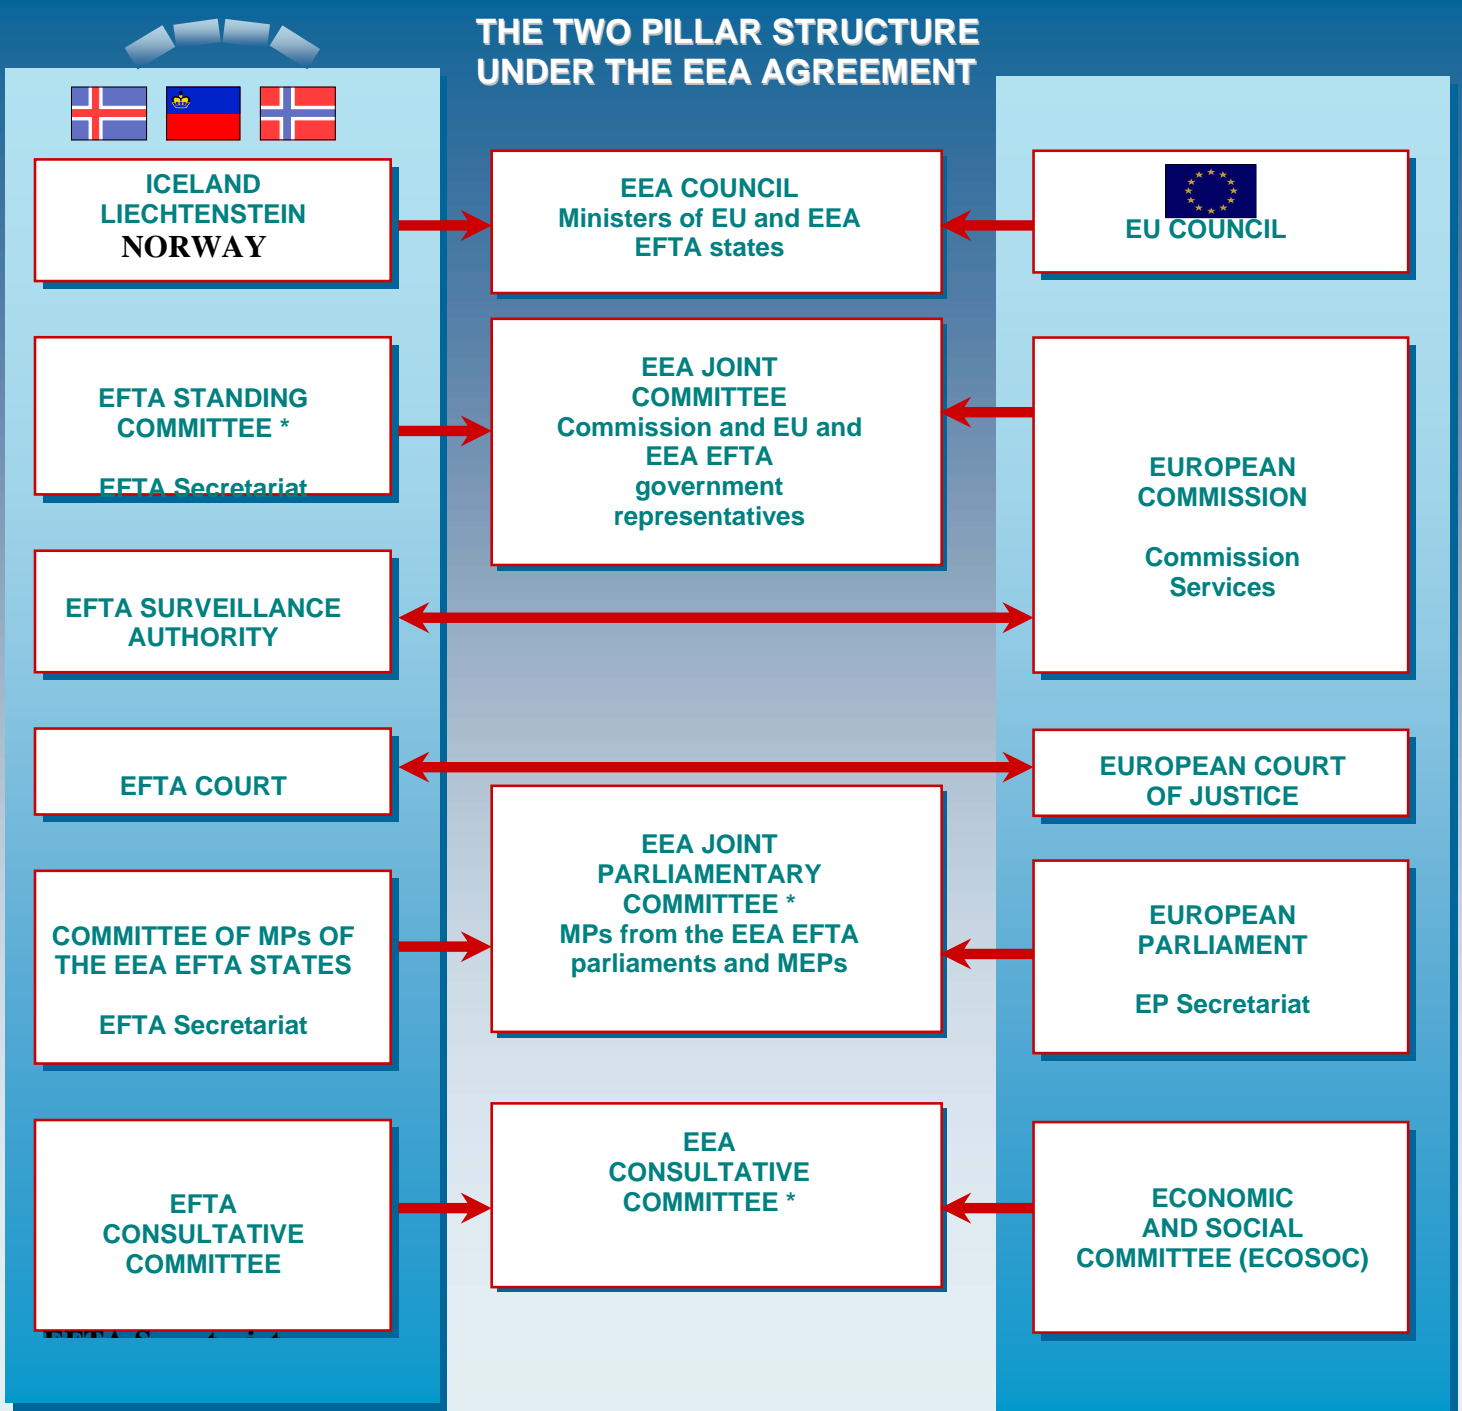 THE TWO PILLAR STRUCTURE
UNDER THE EEA AGREEMENT
ICELAND
LIECHTENSTEIN
NORWAY
EEA COUNCIL
Ministers of EU and EEA
EFTA states
EU COUNCIL
EFTA STANDING
COMMITTEE *
EFTA Secretariat
EEA JOINT
COMMITTEE
Commission and EU and
EEA EFTA
government
representatives
EUROPEAN
COMMISSION
Commission
Services
EFTA SURVEILLANCE
AUTHORITY
EFTA COURT
EUROPEAN COURT
OF JUSTICE
COMMITTEE OF MPs OF
THE EEA EFTA STATES
EFTA Secretariat
EEA JOINT
PARLIAMENTARY
COMMITTEE *
MPs from the EEA EFTA
parliaments and MEPs
EUROPEAN
PARLIAMENT
EP Secretariat
EFTA
CONSULTATIVE
COMMITTEE
EFTA Secretariat
EEA
CONSULTATIVE
COMMITTEE *
ECONOMIC
AND SOCIAL
COMMITTEE (ECOSOC)